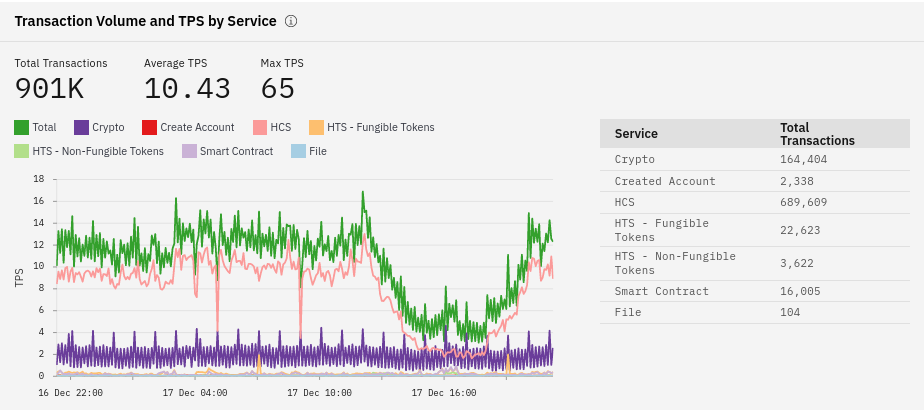 Transaction Volume and TPS by Service
Total Transactions Average TPS Max TPS
901K 10.43 65
Total Crypto Create Account HCS HTS - Fungible Tokens
HTS - Non-Fungible Tokens Smart Contract File
18
16
14
12
10
8
6
4
2
0
TPS
16 Dec 22:00 17 Dec 04:00 17 Dec 10:00 17 Dec 16:00
Service Total
Transactions
Crypto 164,404
Created Account 2,338
HCS 689,609
HTS - Fungible
Tokens 22,623
HTS - Non-Fungible
Tokens 3,622
Smart Contract 16,005
File 104